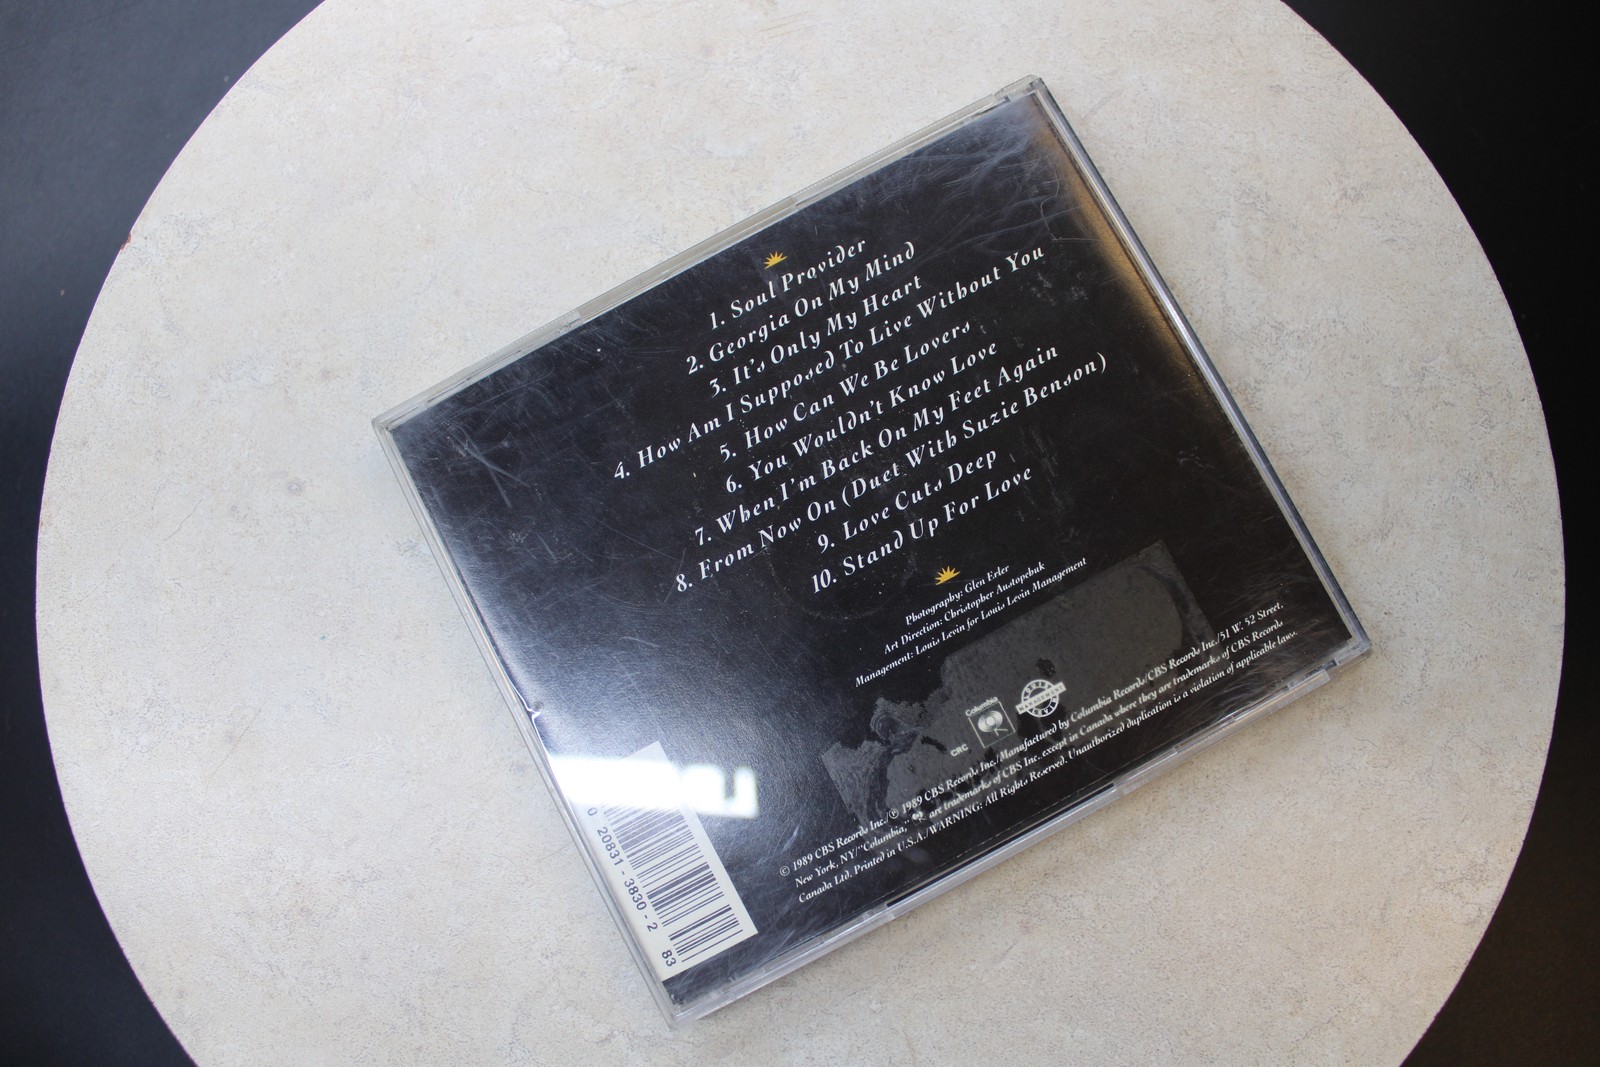 1. Soul Provider
2. Georgia On My Mind
3. It's Only My Heart
4. How Am I Supposed To Live Without You
5. How Can We Be Lovers
6. You Wouldn't Know Love
7. When I'm Back On My Feet Again
8. From Now On (Duet With Suzie Benson)
9. Love Cuts Deep
10. Stand Up For Love
Photography: Glen Erler
Art Direction: Christopher Austopchuk
Management: Louis Levin for Louis Levin Management
Columbia
CRC
© 1989 CBS Records Inc./℗ 1989 CBS Records Inc./Manufactured by Columbia Records/CBS Records Inc./51 W. 52 Street,
New York, NY/"Columbia," are trademarks of CBS Inc. except in Canada where they are trademarks of CBS Records
Canada Ltd. Printed in U.S.A./WARNING: All Rights Reserved. Unauthorized duplication is a violation of applicable laws.
0 20831-3830-2 83